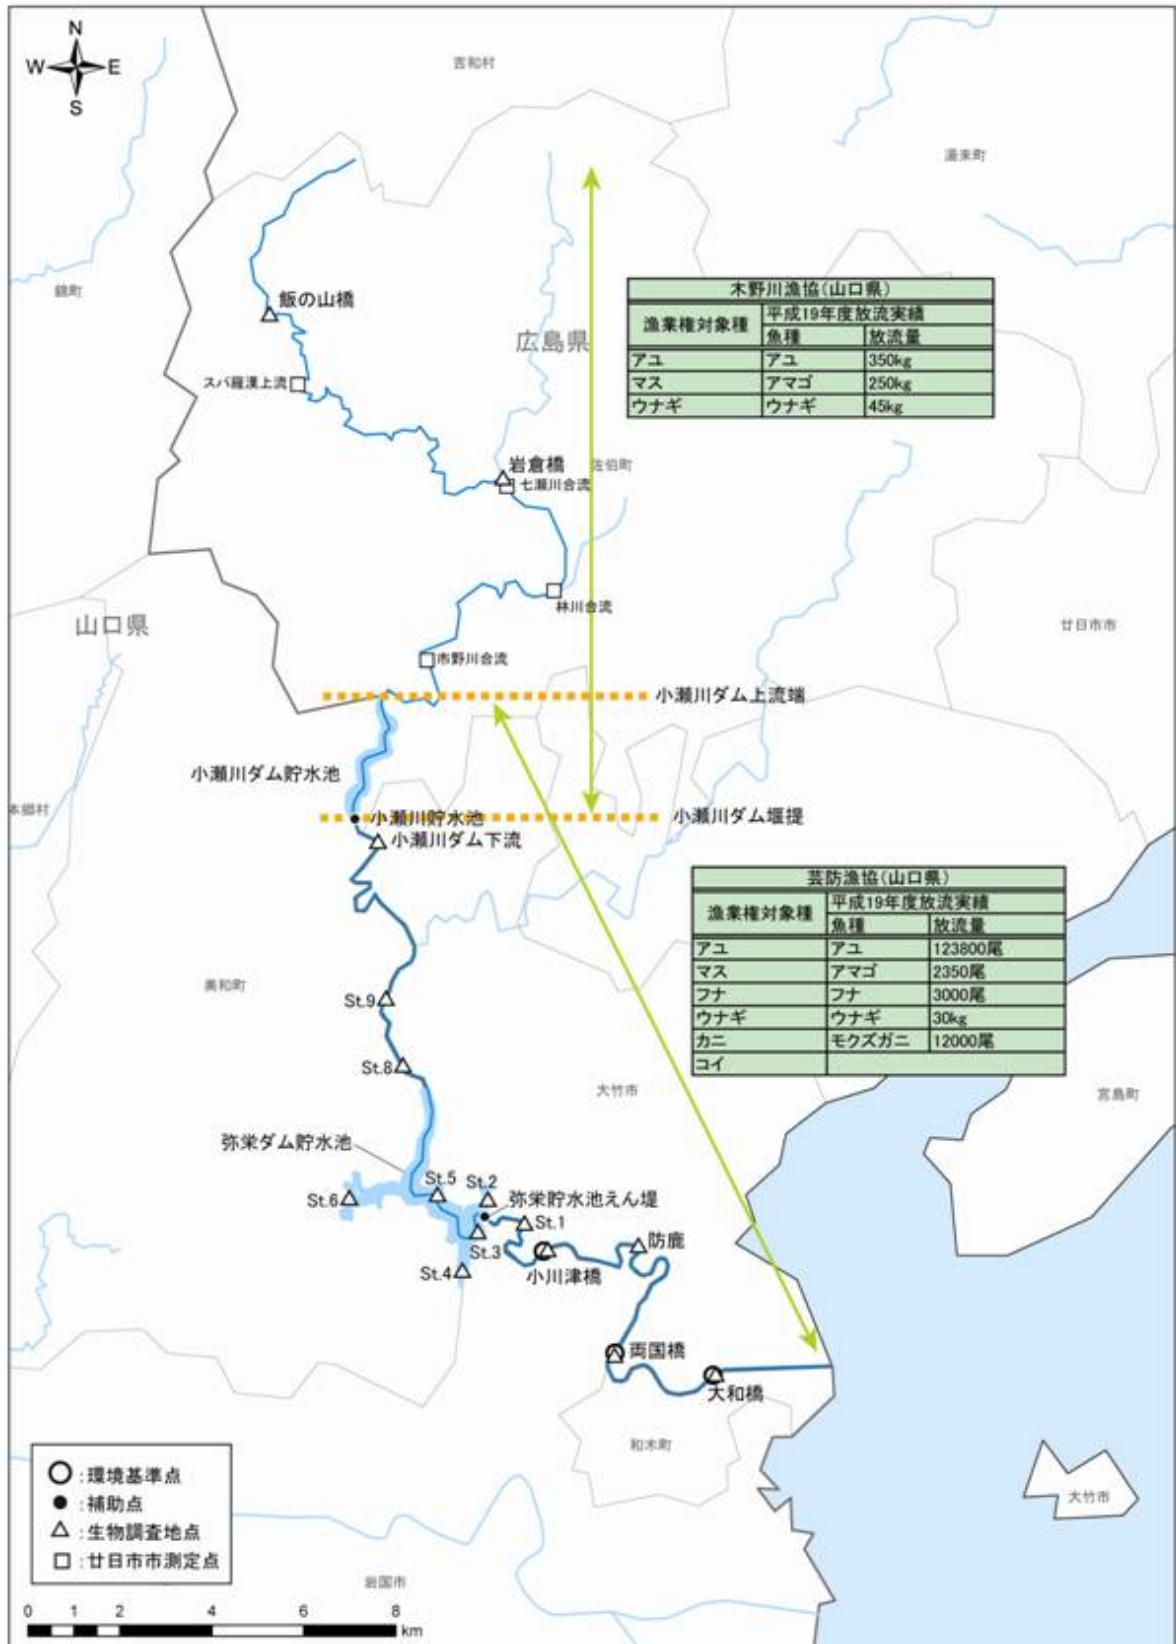 N
W E
S
吉和村
湯来町
錦町
飯の山橋
広島県
木野川漁協(山口県)
漁業権対象種 平成19年度放流実績
魚種 放流量
アユ アユ 350kg
マス アマゴ 250kg
ウナギ ウナギ 45kg
スパ羅漢上流
岩倉橋
佐伯町
七瀬川合流
林川合流
山口県
廿日市市
市野川合流
小瀬川ダム上流端
小瀬川ダム貯水池
本郷村
小瀬川貯水池
小瀬川ダム堰提
小瀬川ダム下流
芸防漁協(山口県)
漁業権対象種 平成19年度放流実績
魚種 放流量
アユ アユ 123800尾
マス アマゴ 2350尾
フナ フナ 3000尾
ウナギ ウナギ 30kg
カニ モクズガニ 12000尾
コイ
美和町
St.9
St.8
大竹市
宮島町
弥栄ダム貯水池
St.5
St.2
St.6
弥栄貯水池えん堤
St.1
St.3
防鹿
St.4
小川津橋
両国橋
大和橋
和木町
大竹市
○:環境基準点
●:補助点
△:生物調査地点
□:廿日市市測定点
岩国市
0 1 2 4 6 8
km